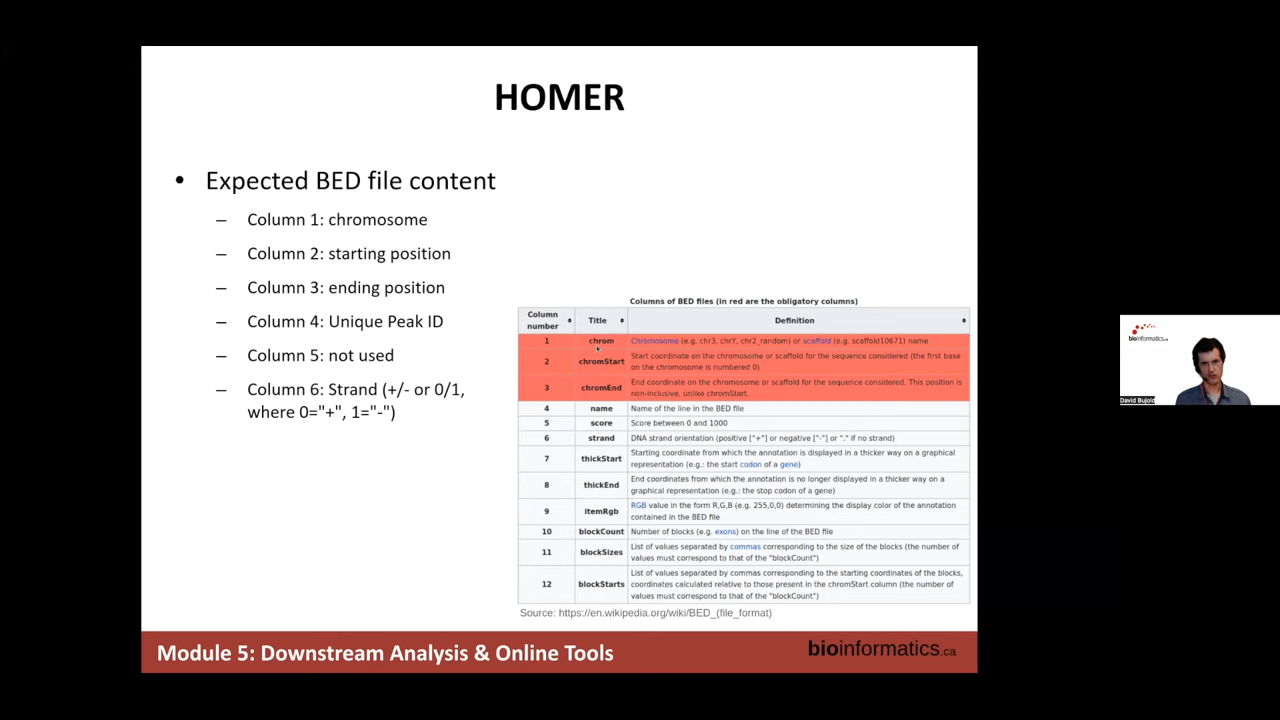 HOMER
• Expected BED file content
– Column 1: chromosome
– Column 2: starting position
– Column 3: ending position
– Column 4: Unique Peak ID
– Column 5: not used
– Column 6: Strand (+/- or 0/1,
where 0="+", 1="-")
Columns of BED files (in red are the obligatory columns)
Column number Title Definition
1 chrom Chromosome (e.g. chr3, chrY, chr2_random) or scaffold (e.g. scaffold10671) name
2 chromStart Start coordinate on the chromosome or scaffold for the sequence considered (the first base
on the chromosome is numbered 0)
3 chromEnd End coordinate on the chromosome or scaffold for the sequence considered. This position is
non-inclusive, unlike chromStart.
4 name Name of the line in the BED file
5 score Score between 0 and 1000
6 strand DNA strand orientation (positive ["+"] or negative ["-"] or "." if no strand)
7 thickStart Starting coordinate from which the annotation is displayed in a thicker way on a graphical
representation (e.g.: the start codon of a gene)
8 thickEnd End coordinates from which the annotation is no longer displayed in a thicker way on a
graphical representation (e.g.: the stop codon of a gene)
9 itemRgb RGB value in the form R,G,B (e.g. 255,0,0) determining the display color of the annotation
contained in the BED file
10 blockCount Number of blocks (e.g. exons) on the line of the BED file
11 blockSizes List of values separated by commas corresponding to the size of the blocks (the number of
values must correspond to that of the "blockCount")
12 blockStarts List of values separated by commas corresponding to the starting coordinates of the blocks,
coordinates calculated relative to those present in the chromStart column (the number of
values must correspond to that of the "blockCount")
Source: https://en.wikipedia.org/wiki/BED_(file_format)
Module 5: Downstream Analysis & Online Tools
bioinformatics.ca
bioinformatics.ca
David Bujold